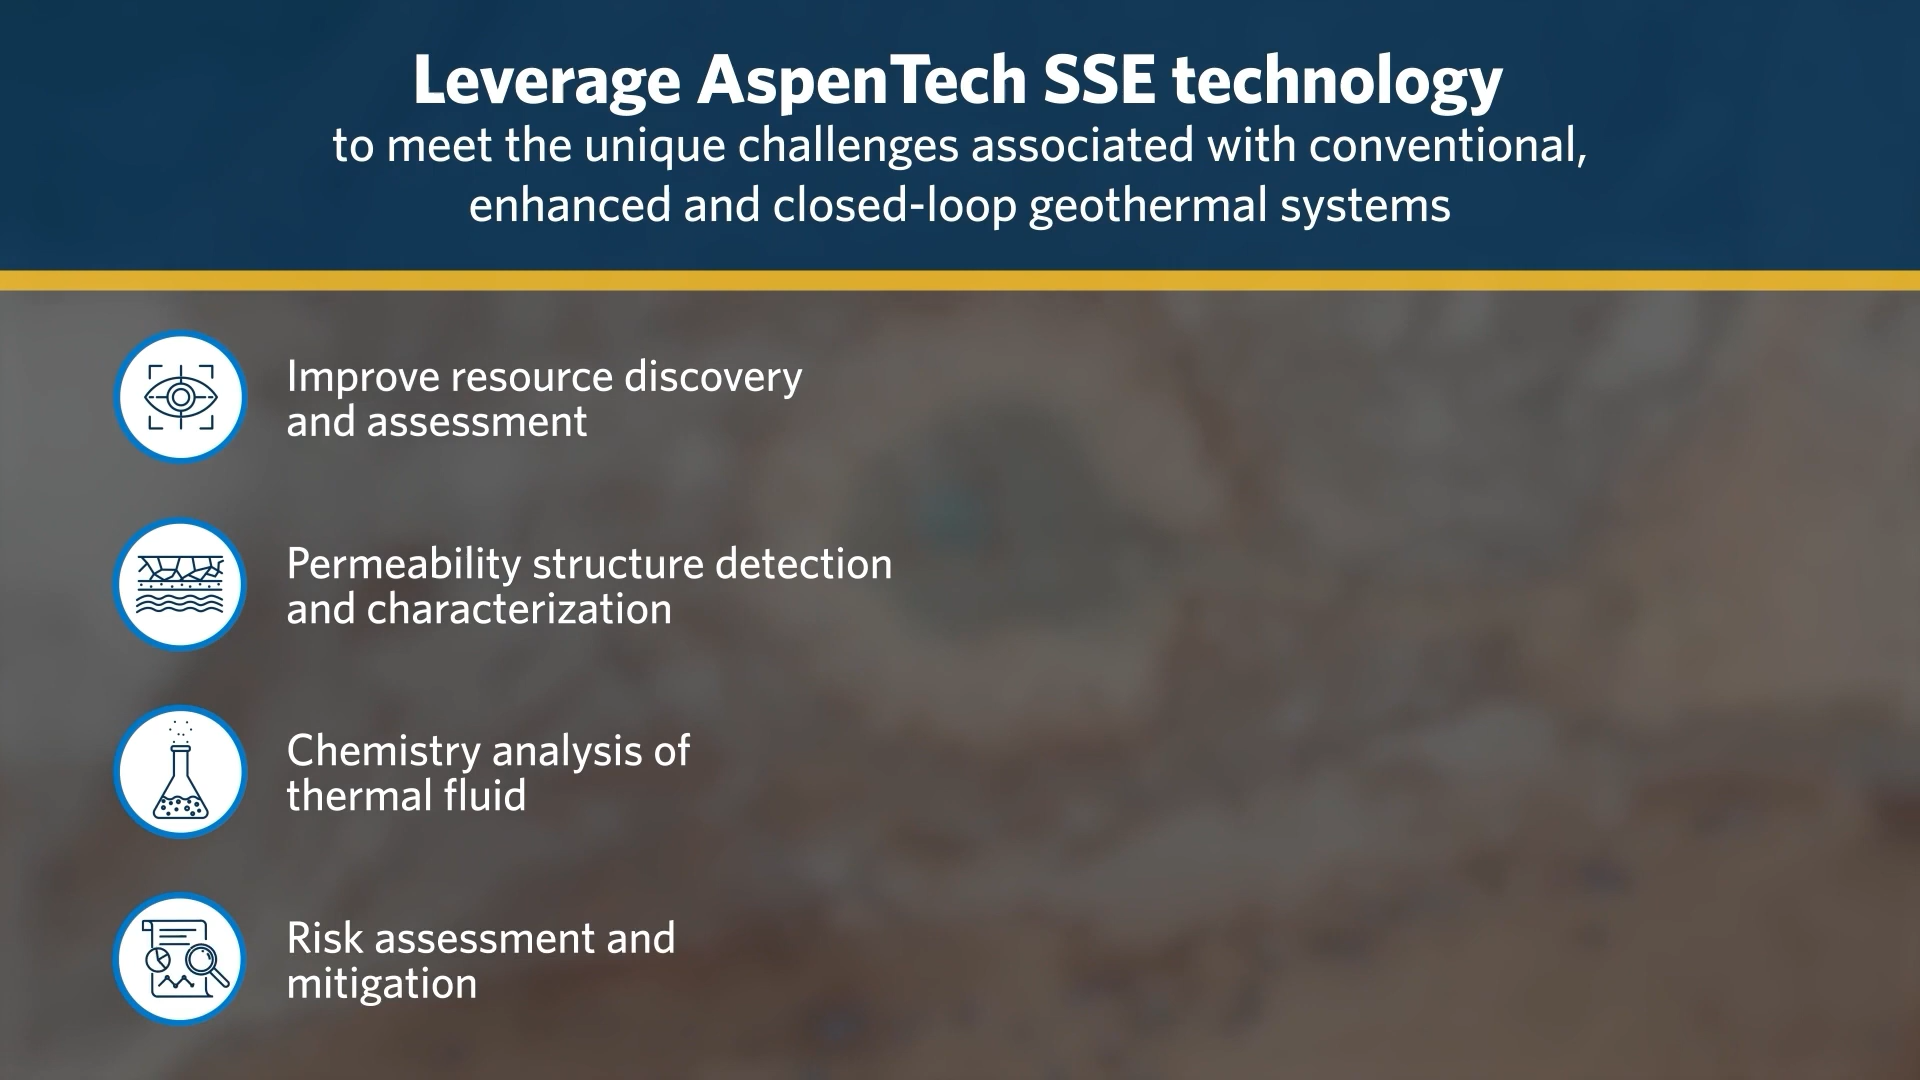 Leverage AspenTech SSE technology
to meet the unique challenges associated with conventional,
enhanced and closed-loop geothermal systems
Improve resource discovery
and assessment
Permeability structure detection
and characterization
Chemistry analysis of
thermal fluid
Risk assessment and
mitigation